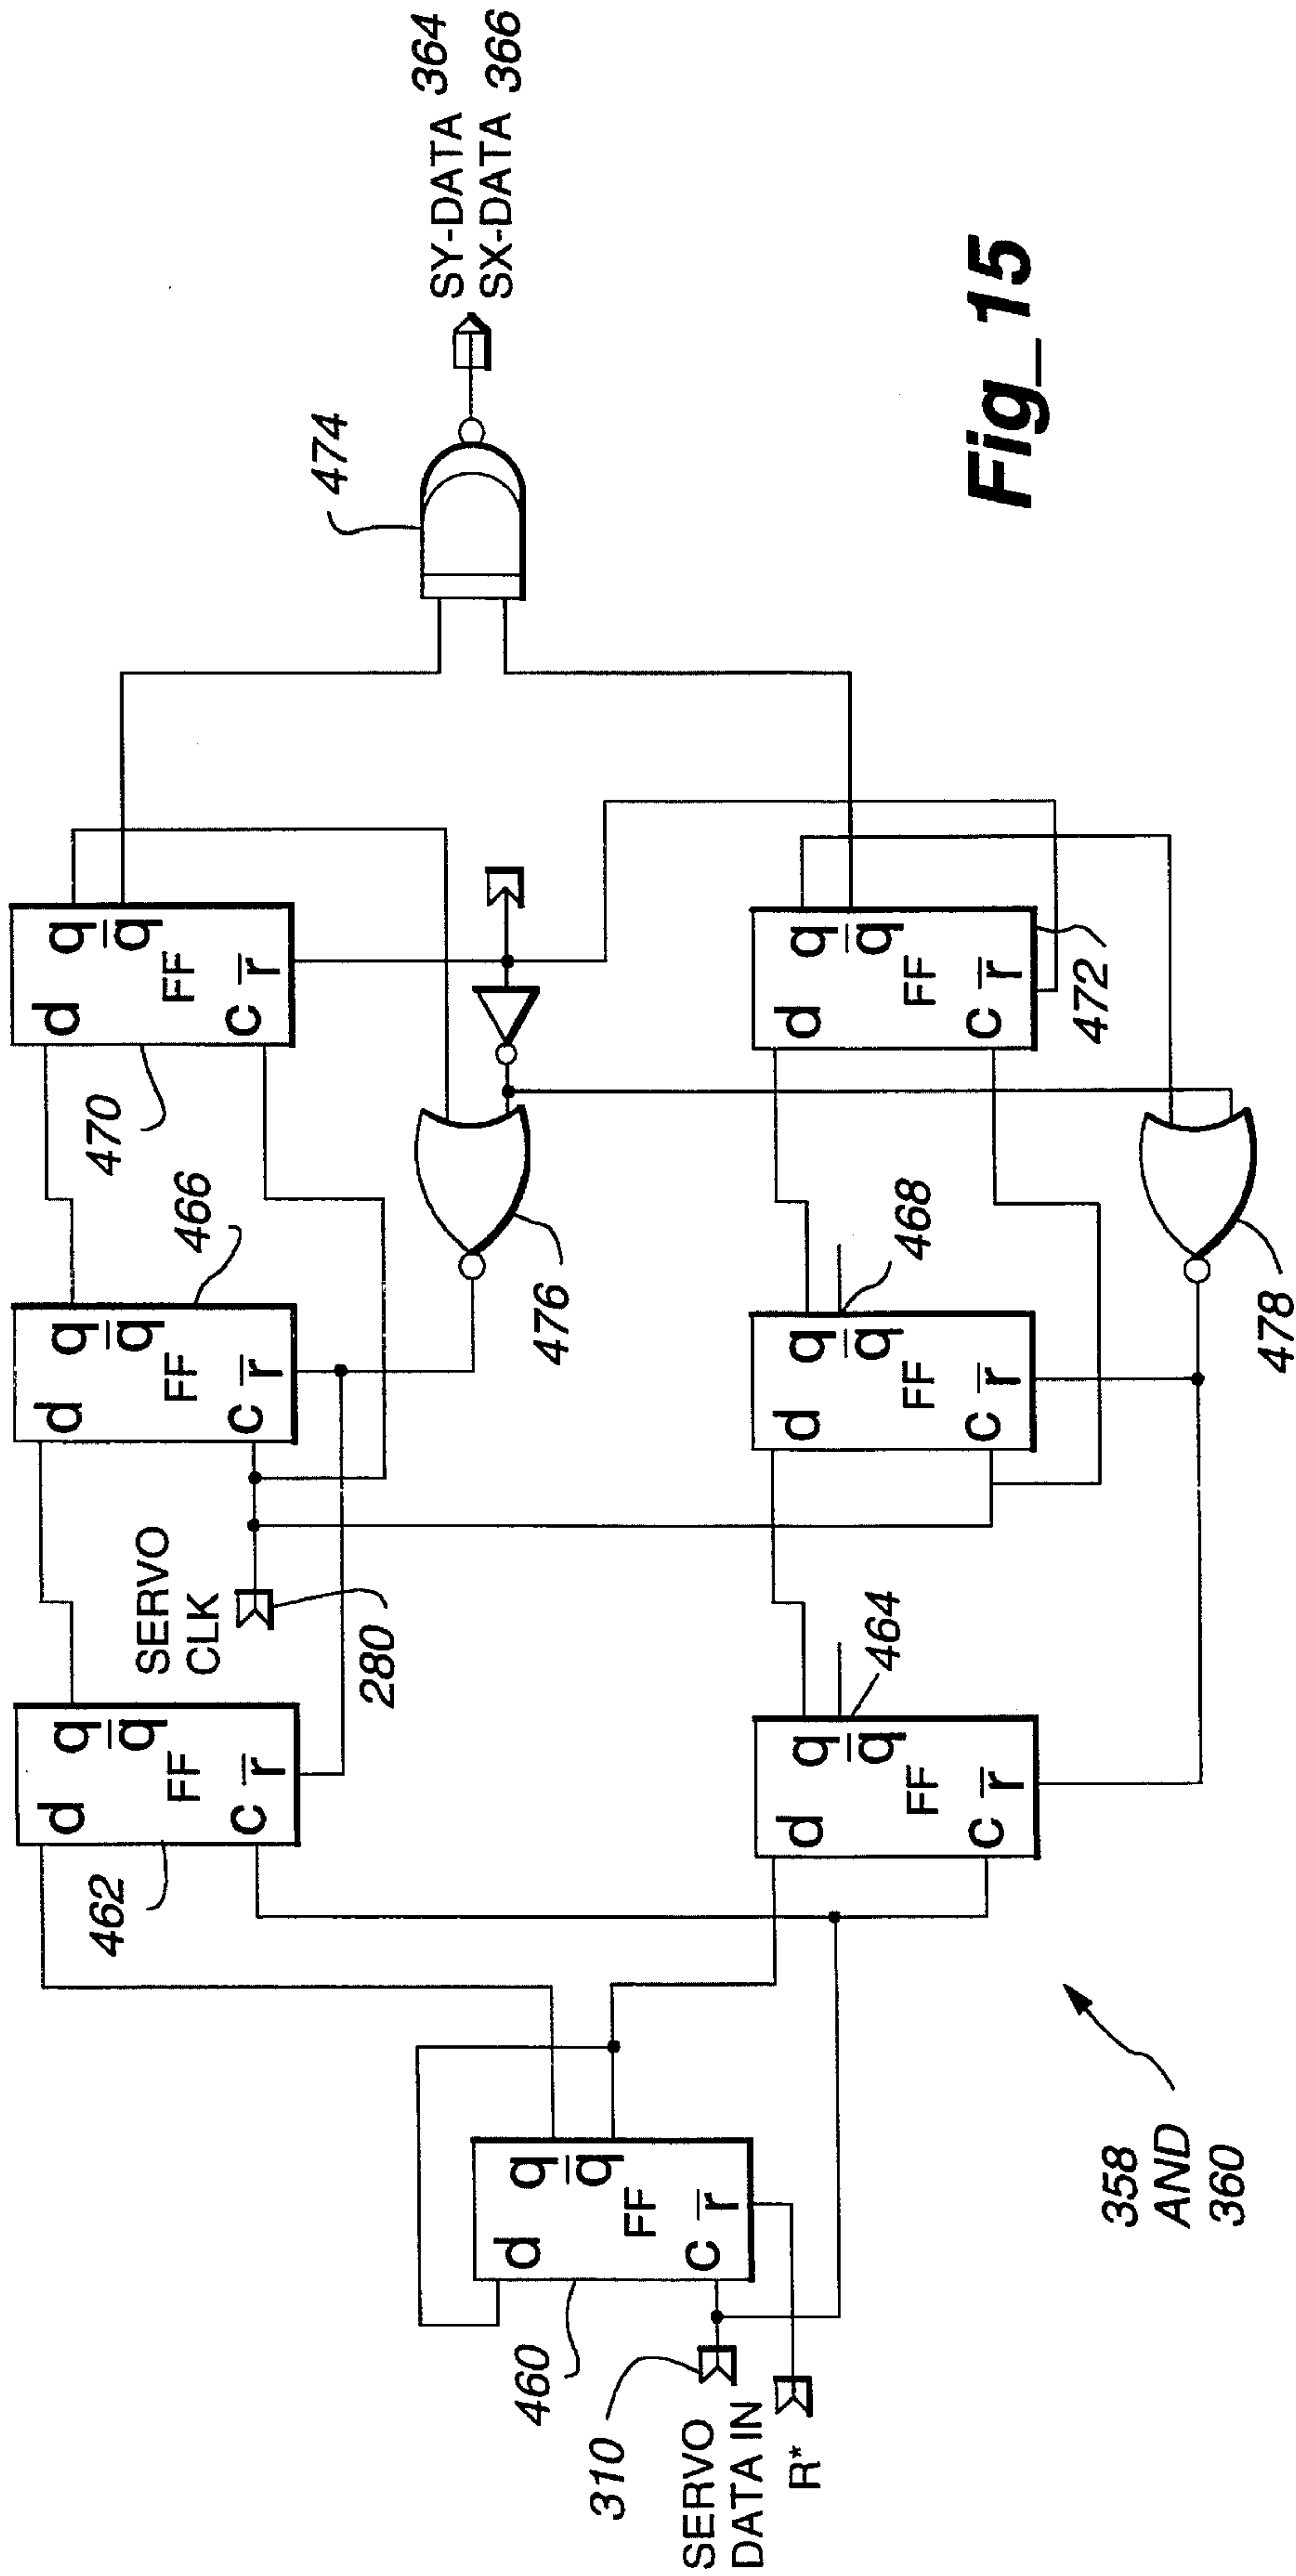 SERVO
DATA IN
310
R*
460
d q
q
FF
c r
462
d q
q
FF
c r
SERVO
CLK
280
466
d q
q
FF
c r
470
d q
q
FF
c r
476
474
SY-DATA 364
SX-DATA 366
464
d q
q
FF
c r
468
d q
q
FF
c r
472
d q
q
FF
c r
478
358
AND
360
Fig_15